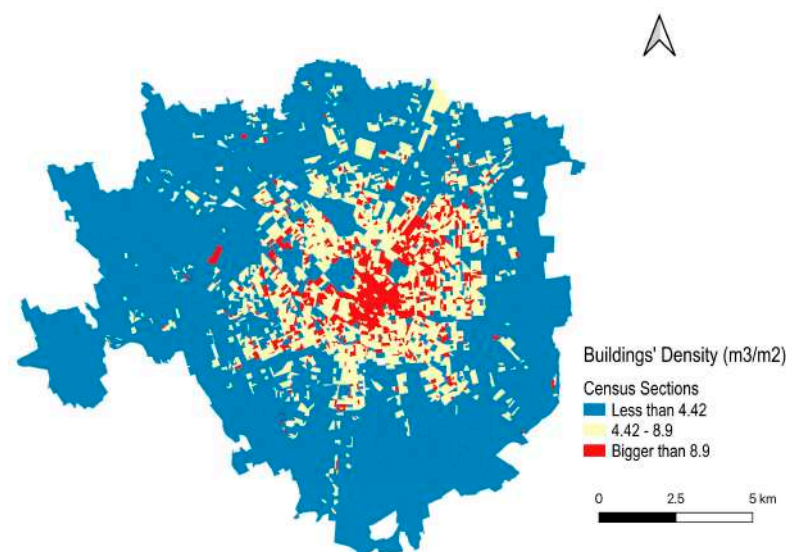 Buildings' Density (m3/m2)
Census Sections
Less than 4.42
4.42 - 8.9
Bigger than 8.9
0 2.5 5 km